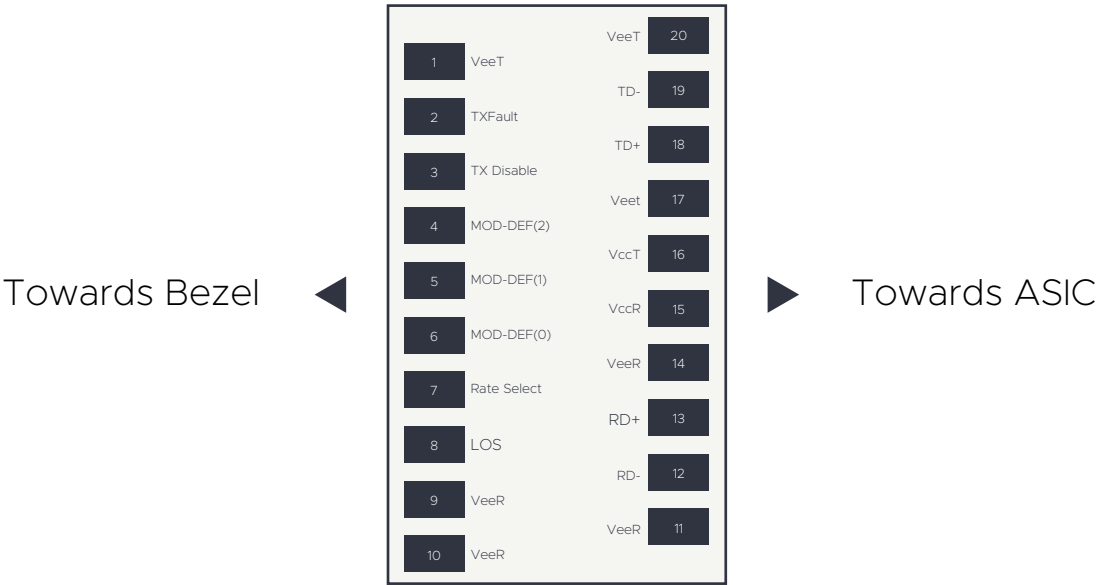 Towards Bezel
1 VeeT
2 TXFault
3 TX Disable
4 MOD-DEF(2)
5 MOD-DEF(1)
6 MOD-DEF(0)
7 Rate Select
8 LOS
9 VeeR
10 VeeR
VeeT 20
TD- 19
TD+ 18
Veet 17
VccT 16
VccR 15
VeeR 14
RD+ 13
RD- 12
VeeR 11
Towards ASIC